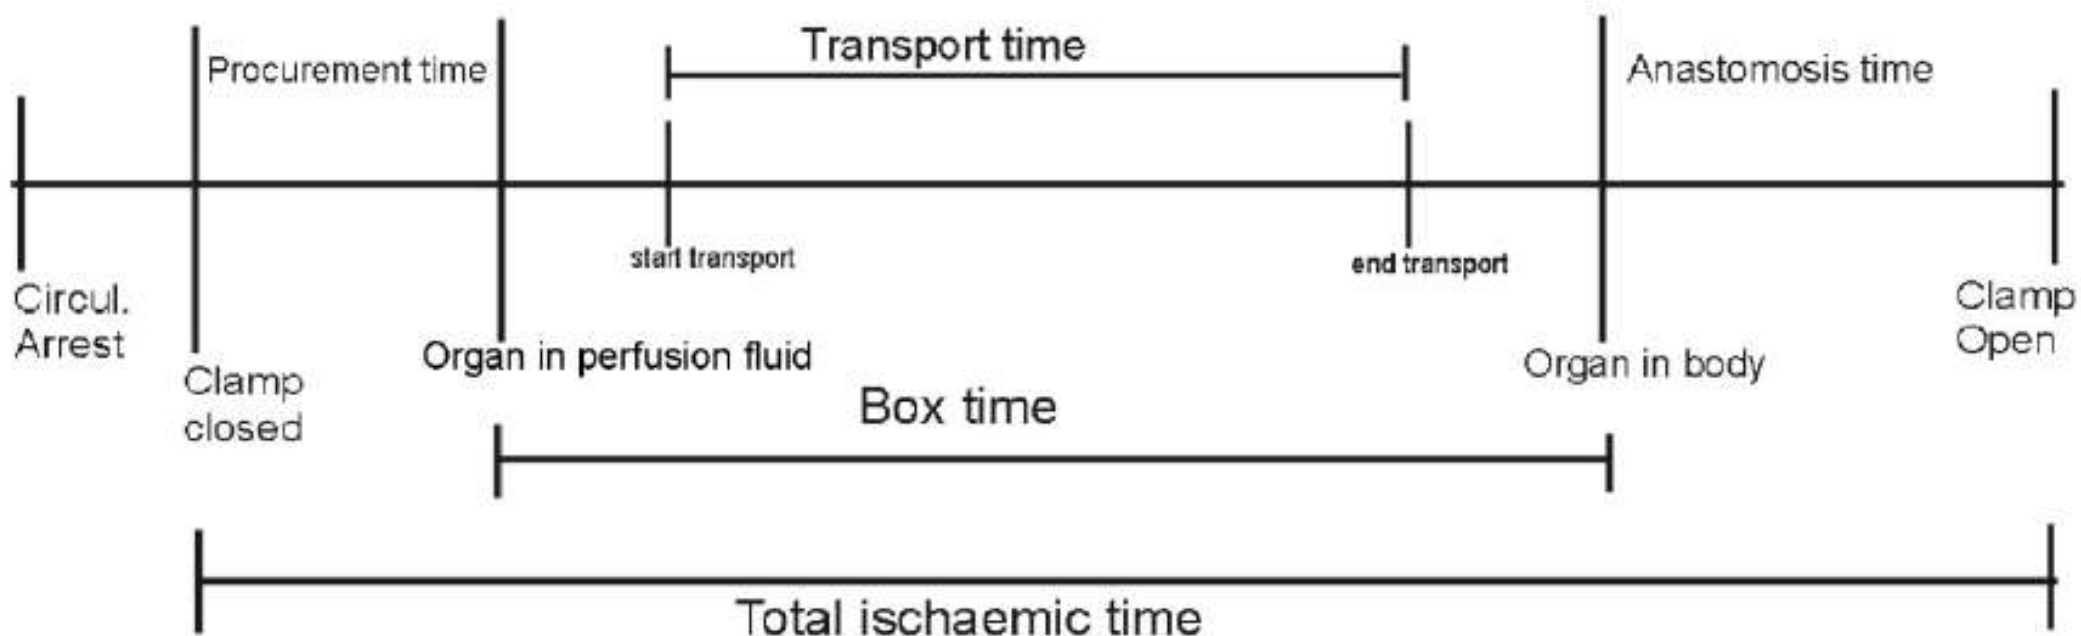 Transport time
Procurement time
Anastomosis time
start transport
end transport
Circul.
Arrest
Clamp
Open
Organ in perfusion fluid
Organ in body
Clamp
closed
Box time
Total ischaemic time